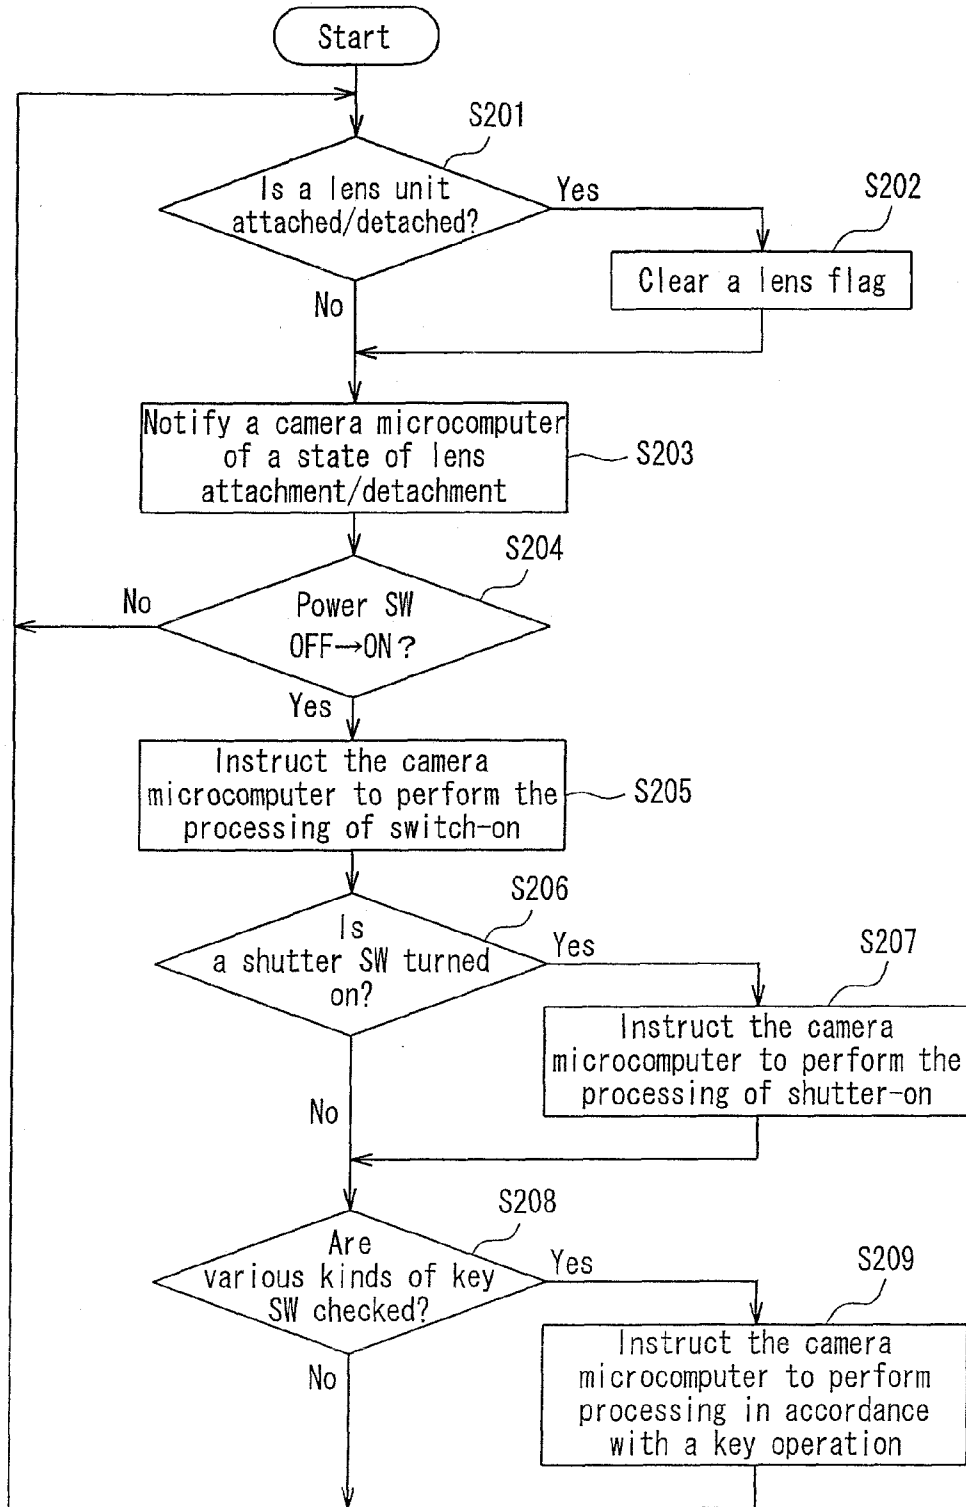 Start
S201
Is a lens unit
attached/detached?
Yes
S202
Clear a lens flag
No
Notify a camera microcomputer
of a state of lens
attachment/detachment
S203
S204
No
Power SW
OFF→ON?
Yes
Instruct the camera
microcomputer to perform the
processing of switch-on
S205
S206
Is
a shutter SW turned
on?
Yes
S207
Instruct the camera
microcomputer to perform the
processing of shutter-on
No
S208
Are
various kinds of key
SW checked?
Yes
S209
Instruct the camera
microcomputer to perform
processing in accordance
with a key operation
No